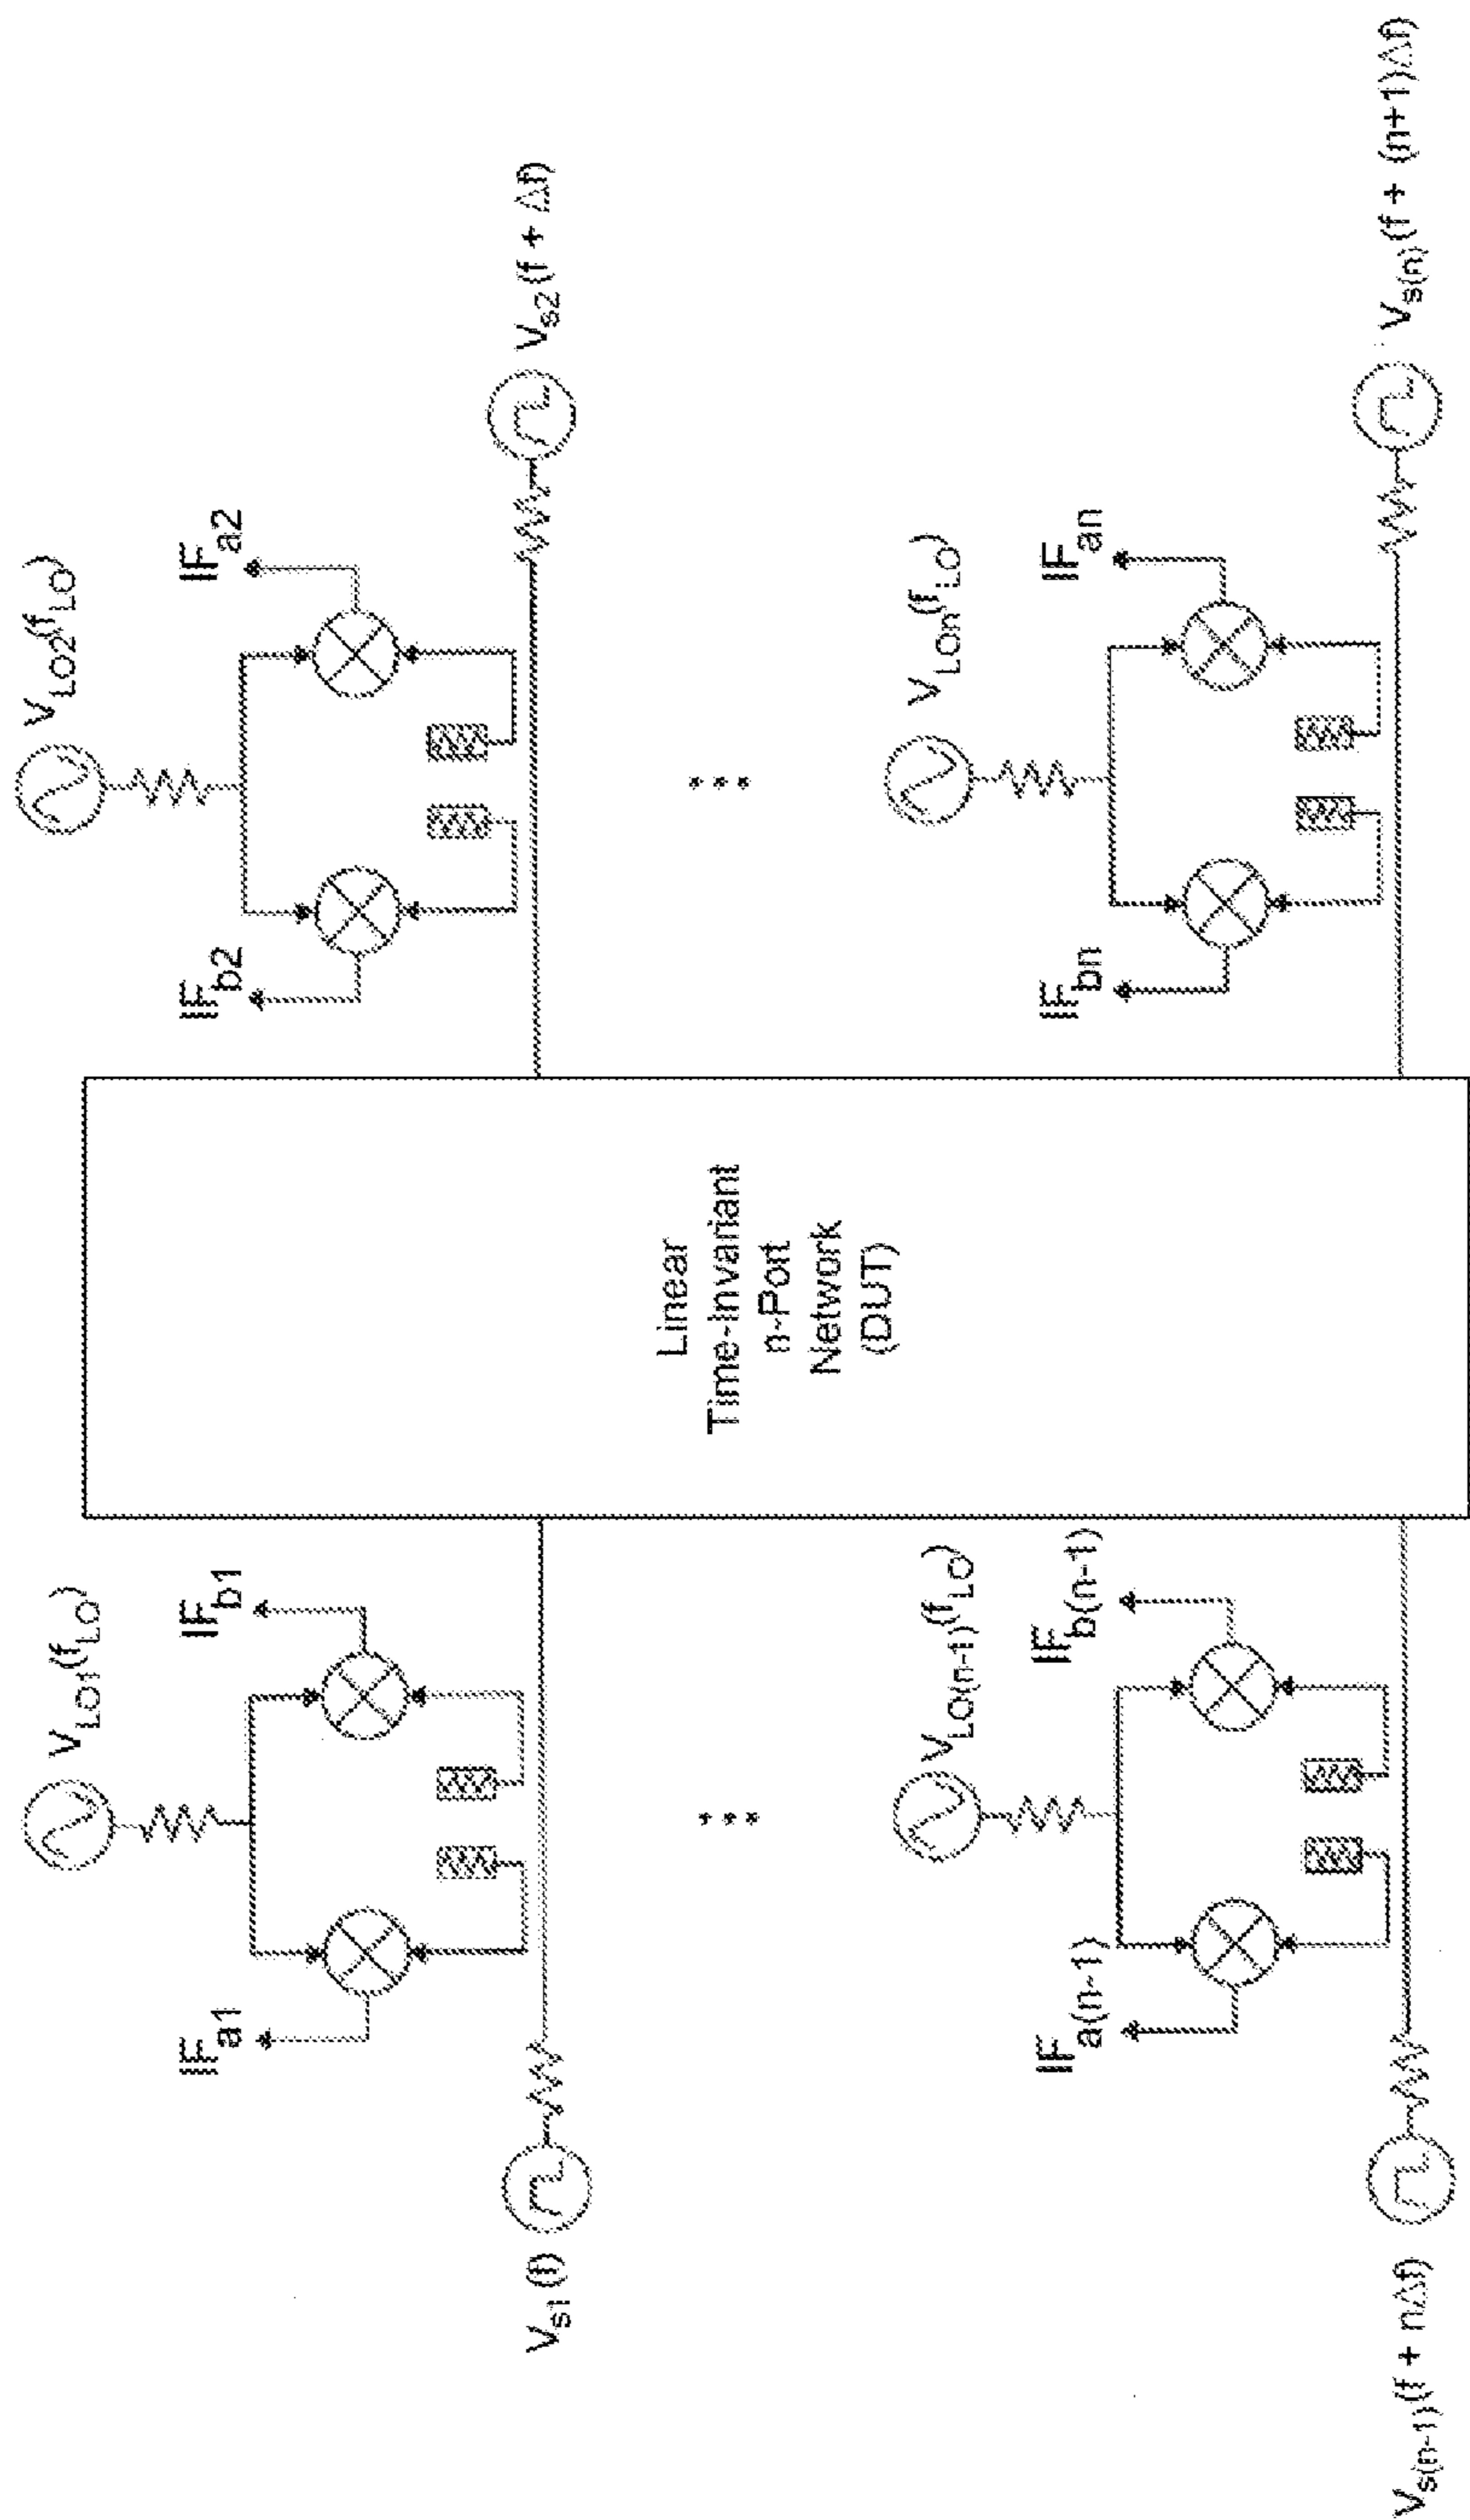 V_LO1(f_LO)
V_LO2(f_LO)
IF_a1
IF_b1
IF_b2
IF_a2
V_s1(f)
V_s2(f + Δf)
Linear
Time-Invariant
n-Port
Network
(DUT)
V_LO(n-1)(f_LO)
V_LOn(f_LO)
IF_a(n-1)
IF_b(n-1)
IF_bn
IF_an
V_s(n-1)(f + nΔf)
V_s(n)(f + (n+1)Δf)